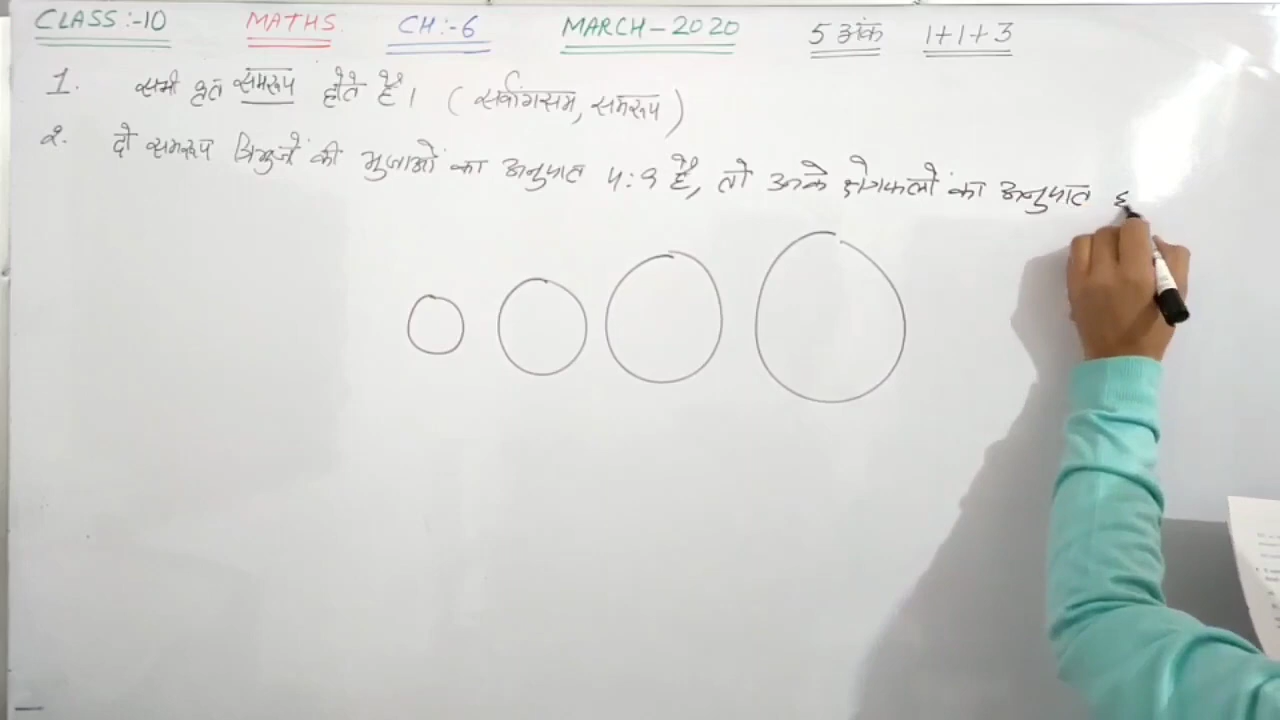 CLASS:-10 MATHS. CH:-6 MARCH-2020 5 अंक 1+1+3
1. सभी वृत समरूप होते हैं। (सर्वांगसम, समरूप)
2. दो समरूप त्रिभुजों की भुजाओं का अनुपात 4:9 है, तो उनके क्षेत्रफलों का अनुपात